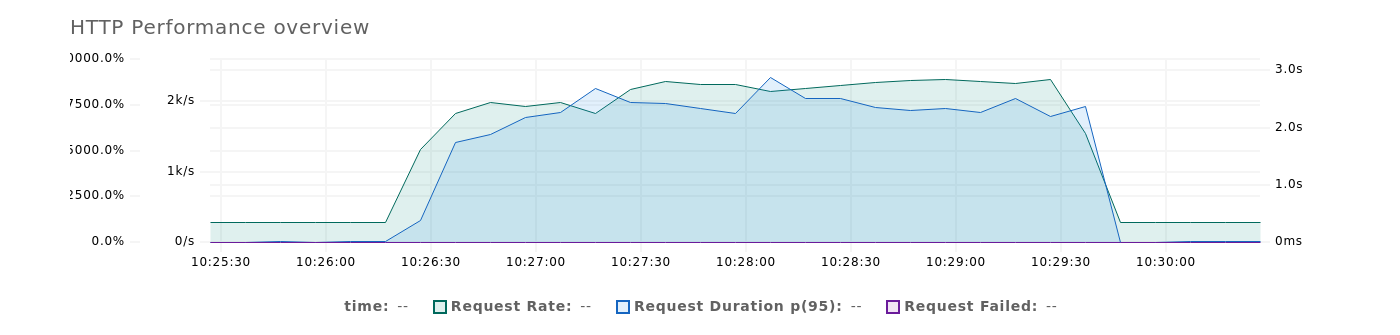 HTTP Performance overview
0000.0%
7500.0%
5000.0%
2500.0%
0.0%
2k/s
1k/s
0/s
3.0s
2.0s
1.0s
0ms
10:25:30 10:26:00 10:26:30 10:27:00 10:27:30 10:28:00 10:28:30 10:29:00 10:29:30 10:30:00
time: -- Request Rate: -- Request Duration p(95): -- Request Failed: --